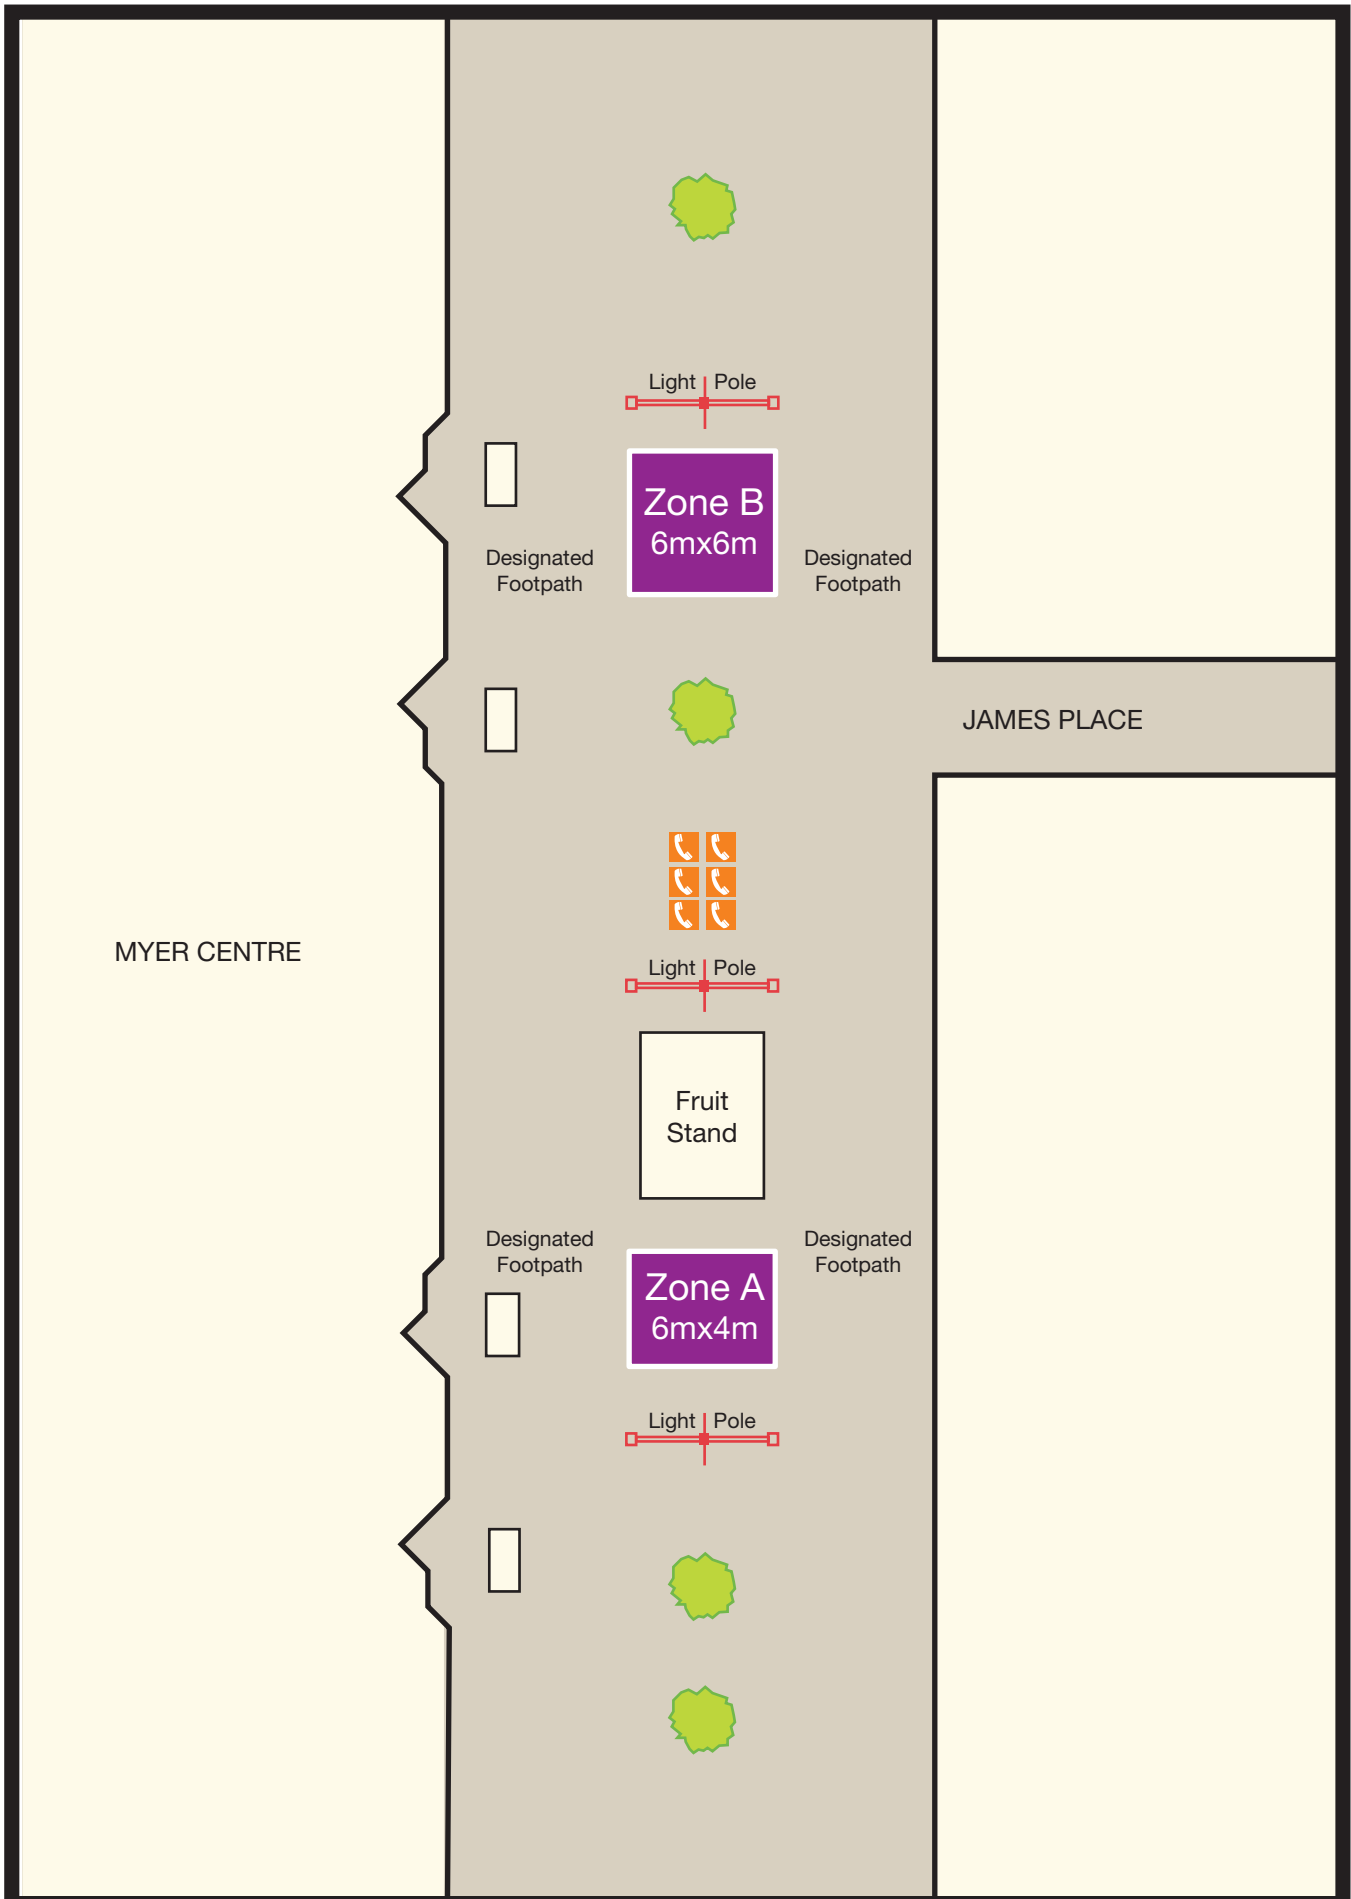 Light Pole
Zone B
6mx6m
Designated
Footpath
Designated
Footpath
JAMES PLACE
MYER CENTRE
Light Pole
Fruit
Stand
Designated
Footpath
Designated
Footpath
Zone A
6mx4m
Light Pole